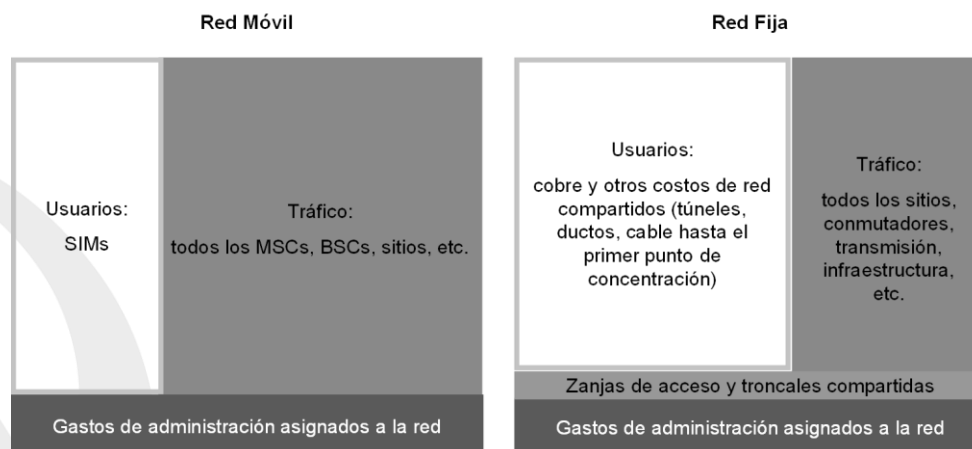 Red Móvil
Usuarios:
SIMs
Tráfico:
todos los MSCs, BSCs, sitios, etc.
Gastos de administración asignados a la red
Red Fija
Usuarios:
cobre y otros costos de red
compartidos (túneles,
ductos, cable hasta el
primer punto de
concentración)
Tráfico:
todos los sitios,
conmutadores,
transmisión,
infraestructura,
etc.
Zanjas de acceso y troncales compartidas
Gastos de administración asignados a la red